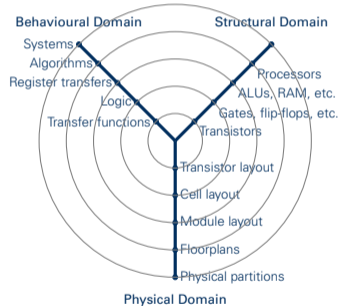 Behavioural Domain
Structural Domain
Systems
Algorithms
Register transfers
Logic
Transfer functions
Processors
ALUs, RAM, etc.
Gates, flip-flops, etc.
Transistors
Transistor layout
Cell layout
Module layout
Floorplans
Physical partitions
Physical Domain